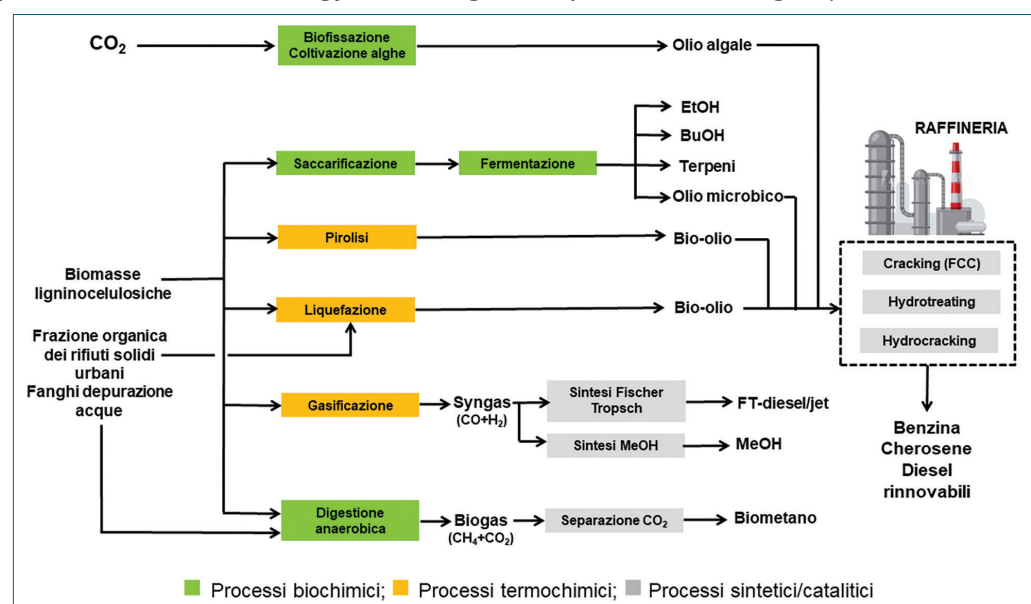 CO₂
Biofissazione
Coltivazione alghe
Olio algale
EtOH
BuOH
Saccarificazione
Fermentazione
Terpeni
Olio microbico
RAFFINERIA
Pirolisi
Bio-olio
Cracking (FCC)
Biomasse
ligninocelulosiche
Liquefazione
Bio-olio
Hydrotreating
Hydrocracking
Frazione organica
dei rifiuti solidi
urbani
Fanghi depurazione
acque
Gasificazione
Syngas
(CO+H₂)
Sintesi Fischer
Tropsch
FT-diesel/jet
Sintesi MeOH
MeOH
Benzina
Cherosene
Diesel
rinnovabili
Digestione
anaerobica
Biogas
(CH₄+CO₂)
Separazione CO₂
Biometano
Processi biochimici; Processi termochimici; Processi sintetici/catalitici